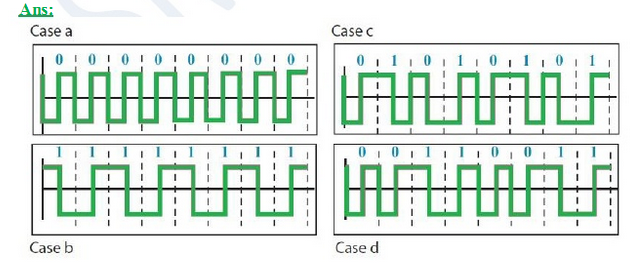 Ans:
Case a
0 0 0 0 0 0 0 0
Case c
0 1 0 1 0 1 0 1
1 1 1 1 1 1 1 1
Case b
0 0 1 1 0 0 1 1
Case d